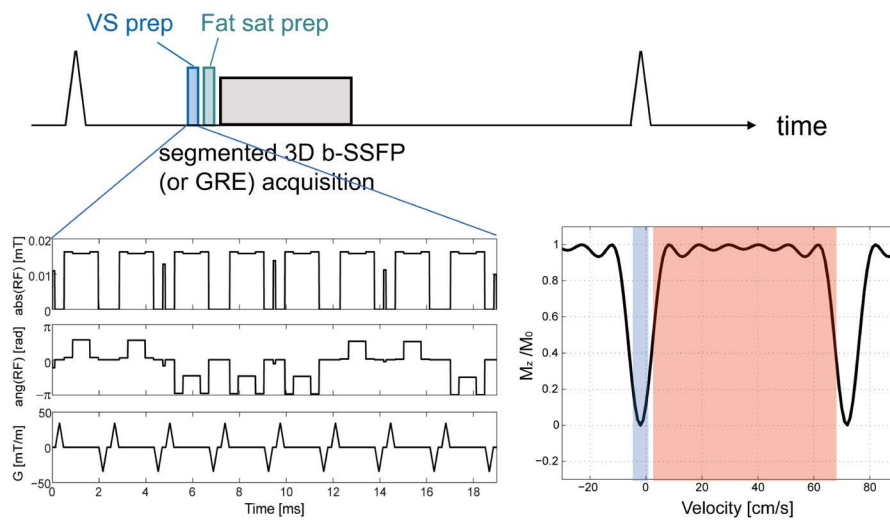 VS prep
Fat sat prep
time
segmented 3D b-SSFP
(or GRE) acquisition
abs(RF) [mT]
0.02
0.01
0
ang(RF) [rad]
π
0
−π
G [mT/m]
50
0
−50
0 2 4 6 8 10 12 14 16 18
Time [ms]
Mz/M0
1
0.8
0.6
0.4
0.2
0
−0.2
−20 0 20 40 60 80
Velocity [cm/s]